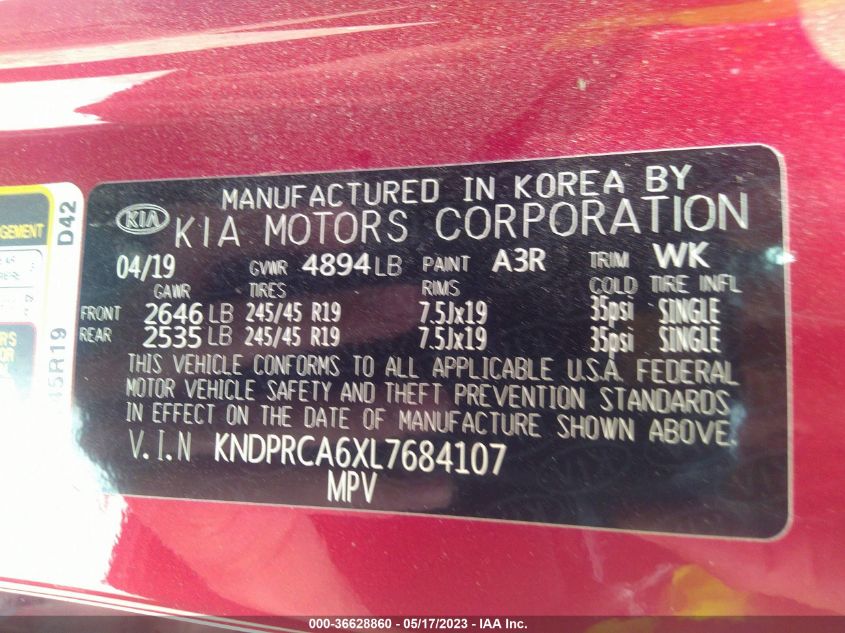 MANUFACTURED IN KOREA BY
KIA KIA MOTORS CORPORATION
04/19 GVWR 4894 LB PAINT A3R TRIM WK
GAWR TIRES RIMS COLD TIRE INFL
FRONT 2646 LB 245/45 R19 7.5Jx19 35psi SINGLE
REAR 2535 LB 245/45 R19 7.5Jx19 35psi SINGLE
THIS VEHICLE CONFORMS TO ALL APPLICABLE U.S.A. FEDERAL
MOTOR VEHICLE SAFETY AND THEFT PREVENTION STANDARDS
IN EFFECT ON THE DATE OF MANUFACTURE SHOWN ABOVE.
V.I.N KNDPRCA6XL7684107
MPV
D42
45R19
000-36628860 - 05/17/2023 - IAA Inc.